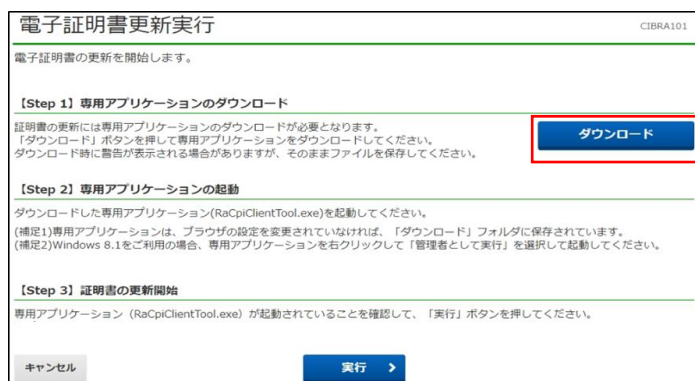 電子証明書更新実行
CIBRA101
電子証明書の更新を開始します。
【Step 1】専用アプリケーションのダウンロード
証明書の更新には専用アプリケーションのダウンロードが必要となります。
「ダウンロード」ボタンを押して専用アプリケーションをダウンロードしてください。
ダウンロード時に警告が表示される場合がありますが、そのままファイルを保存してください。
ダウンロード
【Step 2】専用アプリケーションの起動
ダウンロードした専用アプリケーション(RaCpiClientTool.exe)を起動してください。
(補足1)専用アプリケーションは、ブラウザの設定を変更されていなければ、「ダウンロード」フォルダに保存されています。
(補足2)Windows 8.1をご利用の場合、専用アプリケーションを右クリックして「管理者として実行」を選択して起動してください。
【Step 3】証明書の更新開始
専用アプリケーション（RaCpiClientTool.exe）が起動されていることを確認して、「実行」ボタンを押してください。
キャンセル
実行